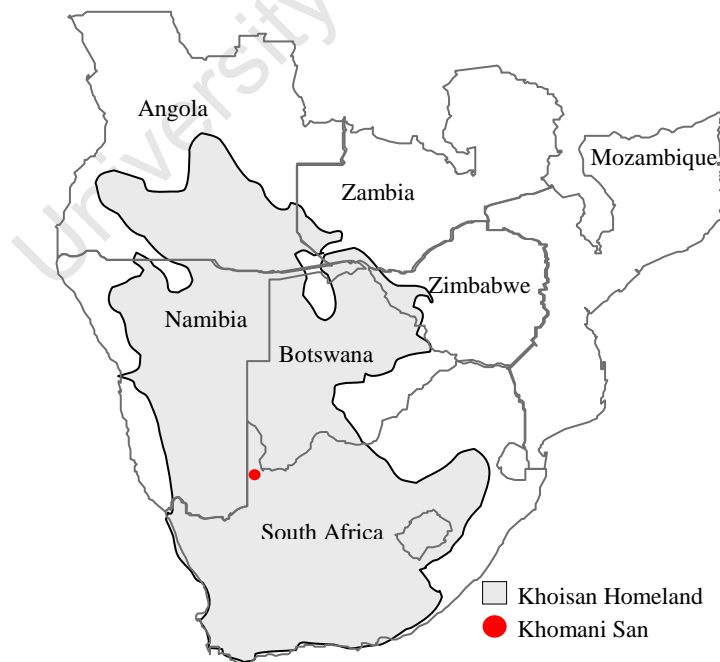 University
Angola
Mozambique
Zambia
Zimbabwe
Namibia
Botswana
South Africa
Khoisan Homeland
Khomani San